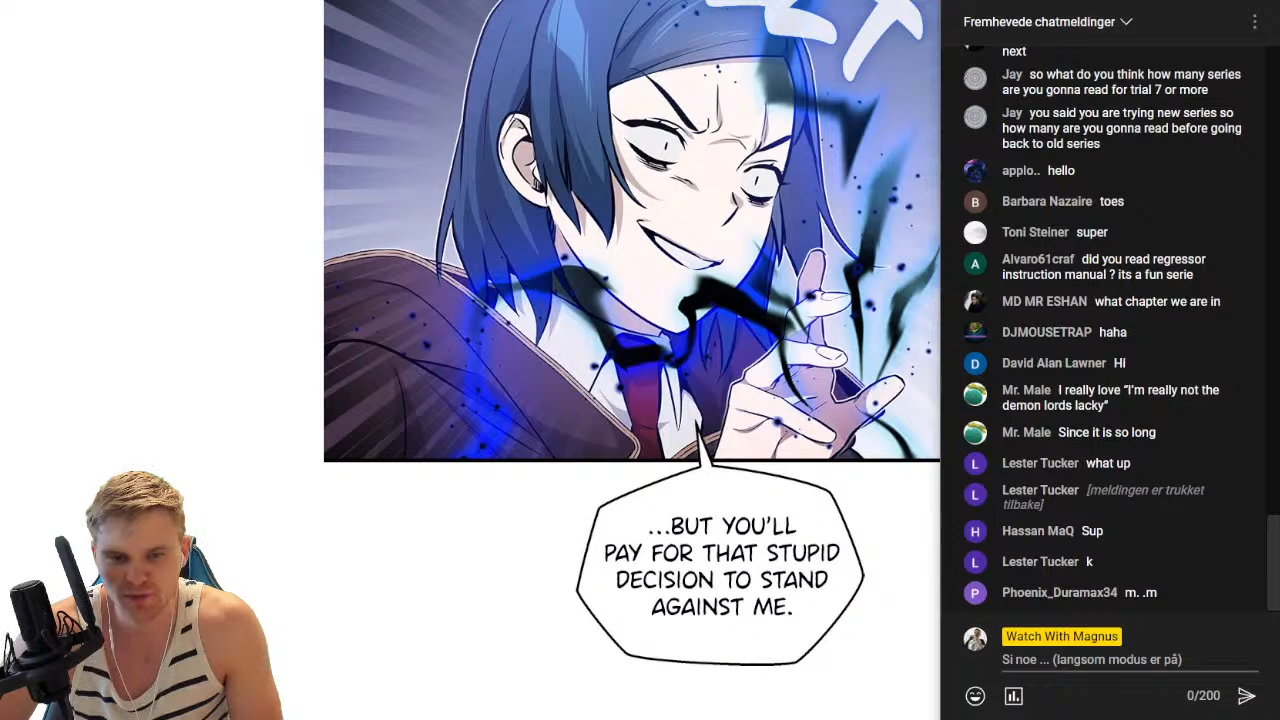 ...BUT YOU'LL
PAY FOR THAT STUPID
DECISION TO STAND
AGAINST ME.
Fremhevede chatmeldinger
next
Jay so what do you think how many series
are you gonna read for trial 7 or more
Jay you said you are trying new series so
how many are you gonna read before going
back to old series
applo.. hello
B Barbara Nazaire toes
Toni Steiner super
A Alvaro61craf did you read regressor
instruction manual ? its a fun serie
MD MR ESHAN what chapter we are in
DJMOUSETRAP haha
D David Alan Lawner Hi
Mr. Male I really love “I'm really not the
demon lords lacky”
Mr. Male Since it is so long
L Lester Tucker what up
L Lester Tucker [meldingen er trukket
tilbake]
H Hassan MaQ Sup
L Lester Tucker k
P Phoenix_Duramax34 m. .m
Watch With Magnus
Si noe ... (langsom modus er på)
0/200